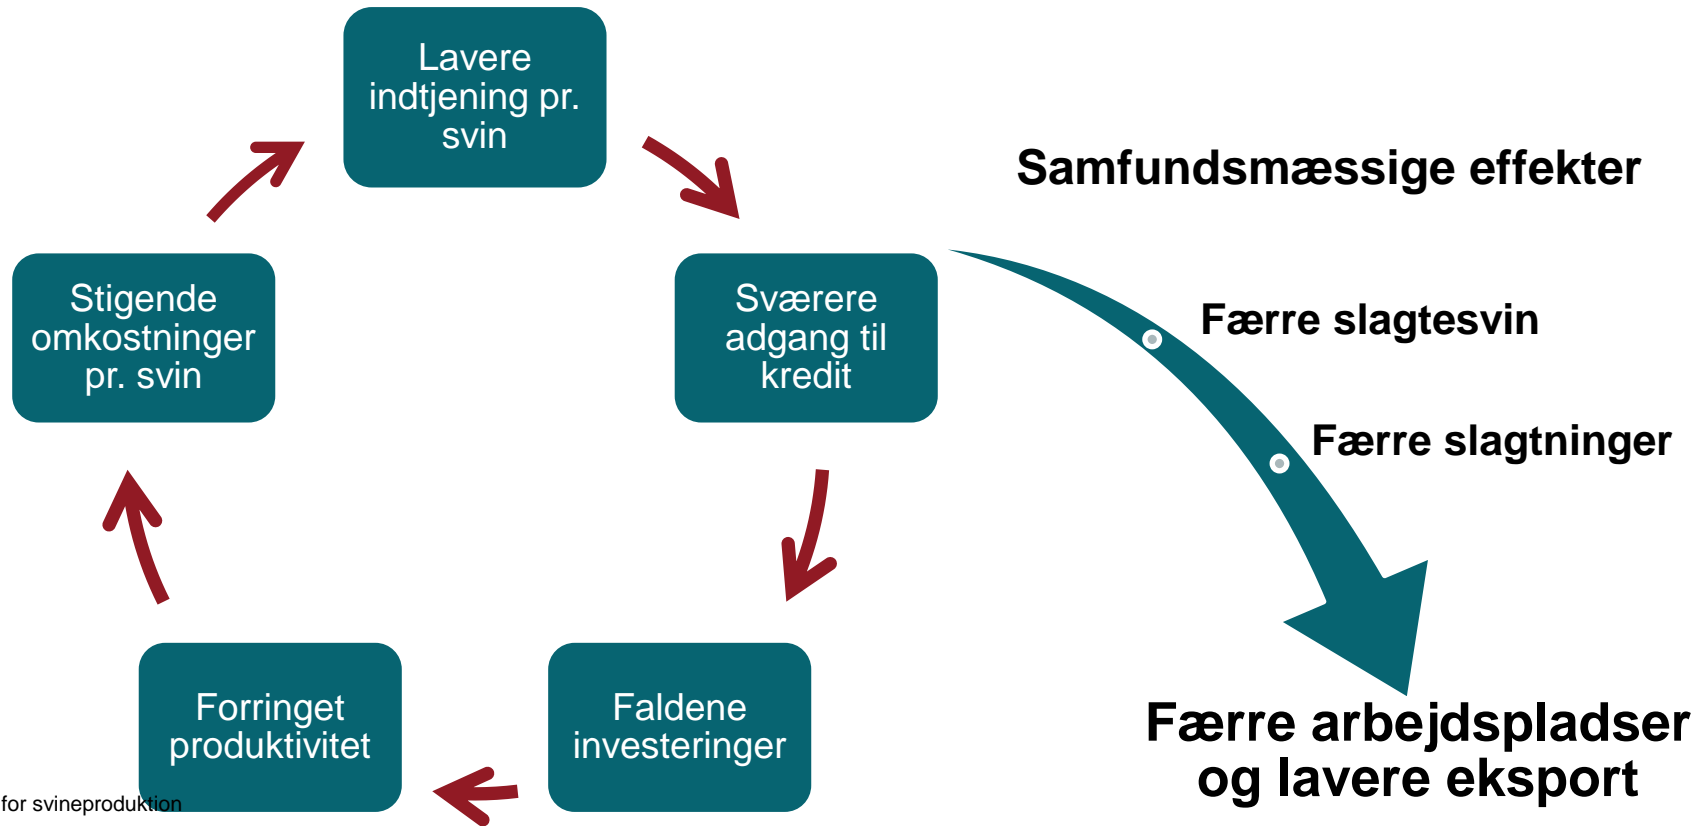 Lavere
indtjening pr.
svin
Samfundsmæssige effekter
Stigende
omkostninger
pr. svin
Sværere
adgang til
kredit
Færre slagtesvin
Færre slagtninger
Forringet
produktivitet
Faldene
investeringer
Færre arbejdspladser
og lavere eksport
for svineproduktion